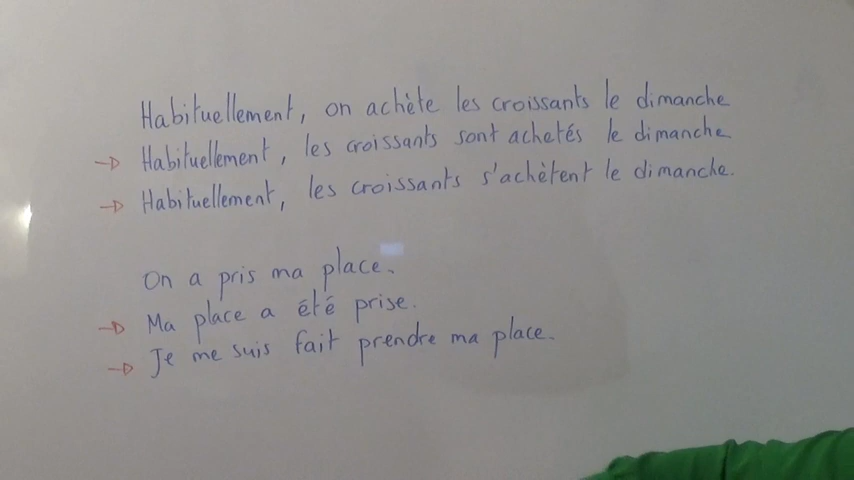 Habituellement, on achète les croissants le dimanche
→ Habituellement, les croissants sont achetés le dimanche
→ Habituellement, les croissants s'achètent le dimanche.
On a pris ma place.
→ Ma place a été prise.
→ Je me suis fait prendre ma place.